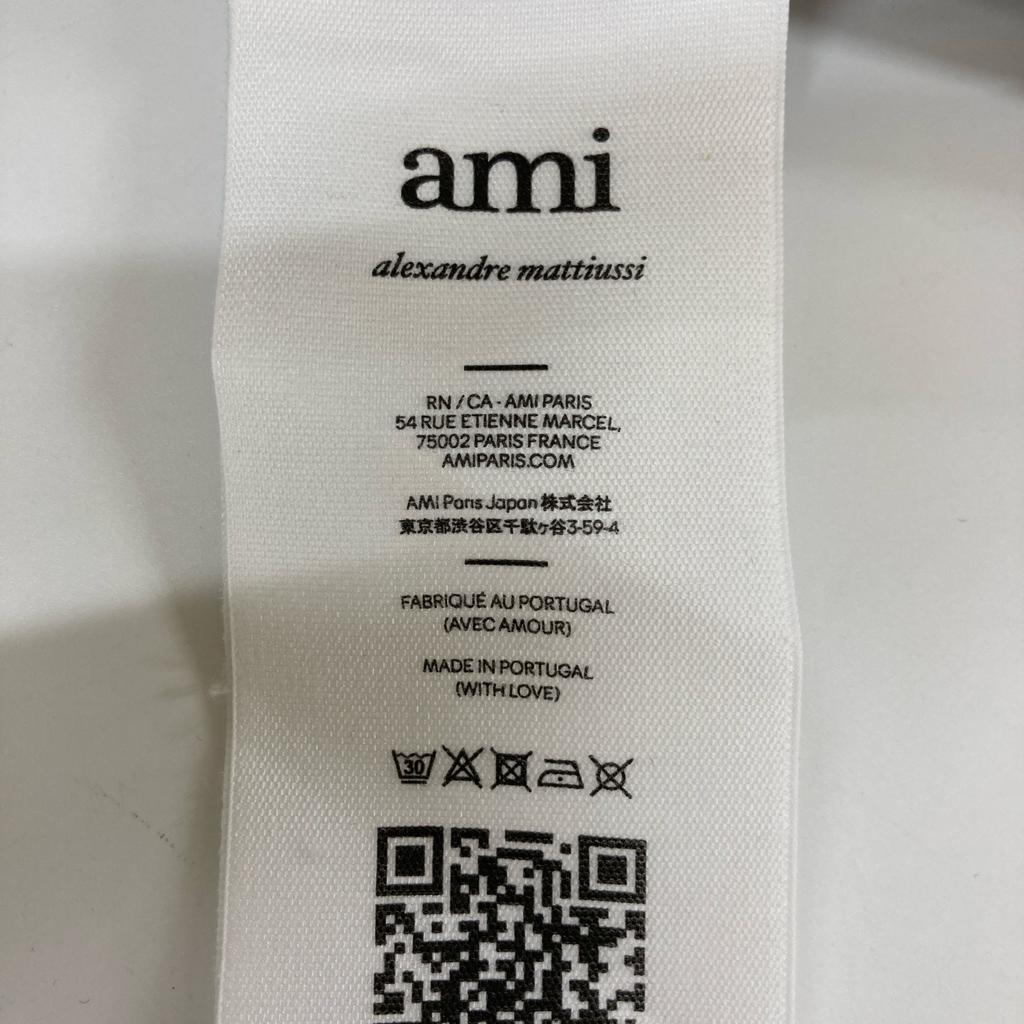 ami
alexandre mattiussi
RN / CA - AMI PARIS
54 RUE ETIENNE MARCEL,
75002 PARIS FRANCE
AMIPARIS.COM
AMI Paris Japan 株式会社
東京都渋谷区千駄ヶ谷3-59-4
FABRIQUÉ AU PORTUGAL
(AVEC AMOUR)
MADE IN PORTUGAL
(WITH LOVE)
30